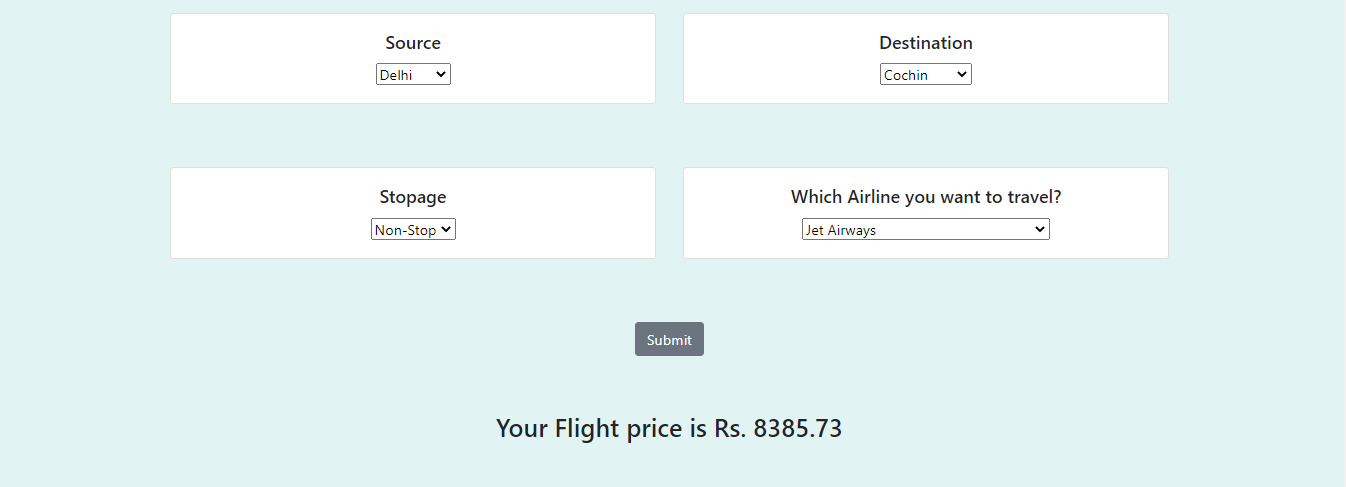 Source
Delhi
Destination
Cochin
Stopage
Non-Stop
Which Airline you want to travel?
Jet Airways
Submit
Your Flight price is Rs. 8385.73